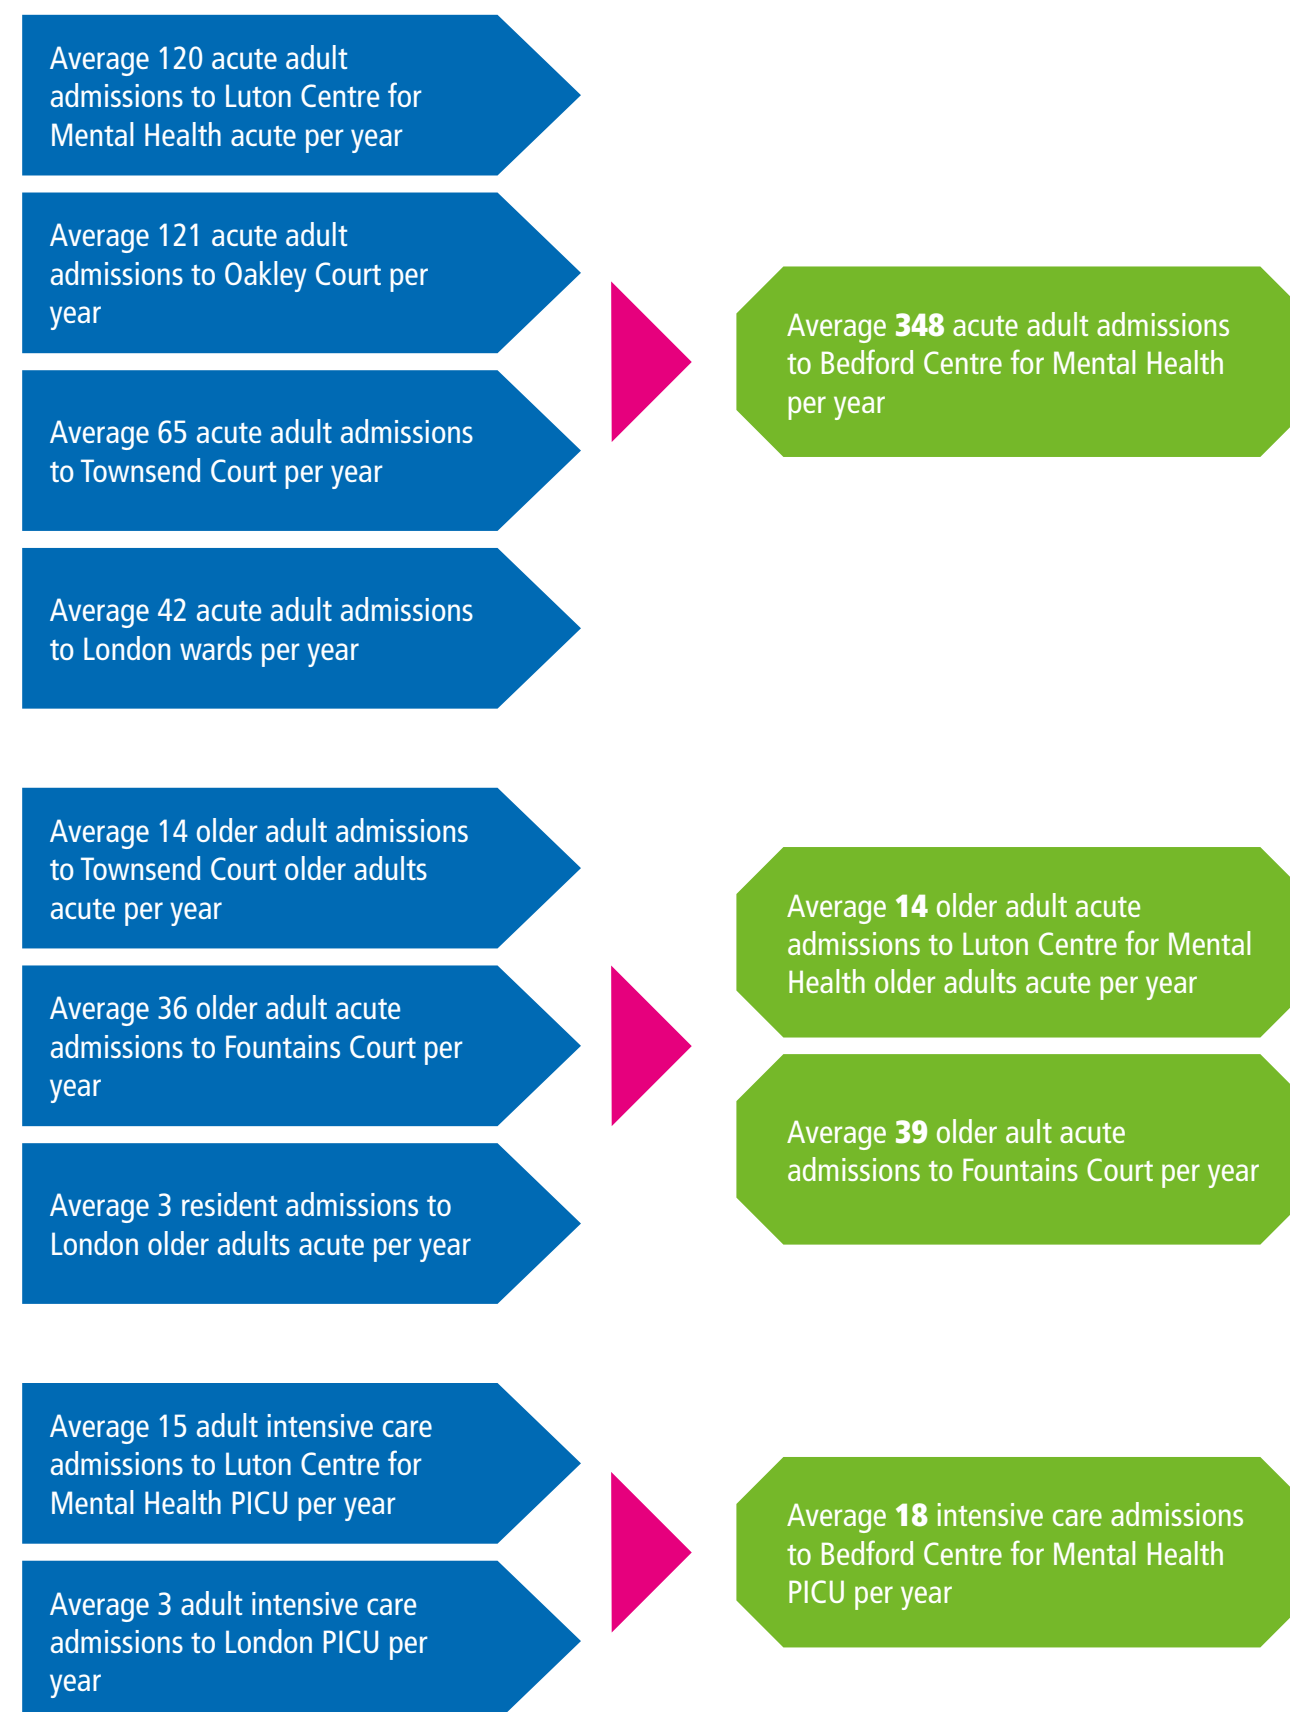 Average 120 acute adult
admissions to Luton Centre for
Mental Health acute per year
Average 121 acute adult
admissions to Oakley Court per
year
Average 65 acute adult admissions
to Townsend Court per year
Average 42 acute adult admissions
to London wards per year
Average 348 acute adult admissions
to Bedford Centre for Mental Health
per year
Average 14 older adult admissions
to Townsend Court older adults
acute per year
Average 36 older adult acute
admissions to Fountains Court per
year
Average 3 resident admissions to
London older adults acute per year
Average 14 older adult acute
admissions to Luton Centre for Mental
Health older adults acute per year
Average 39 older ault acute
admissions to Fountains Court per year
Average 15 adult intensive care
admissions to Luton Centre for
Mental Health PICU per year
Average 3 adult intensive care
admissions to London PICU per
year
Average 18 intensive care admissions
to Bedford Centre for Mental Health
PICU per year